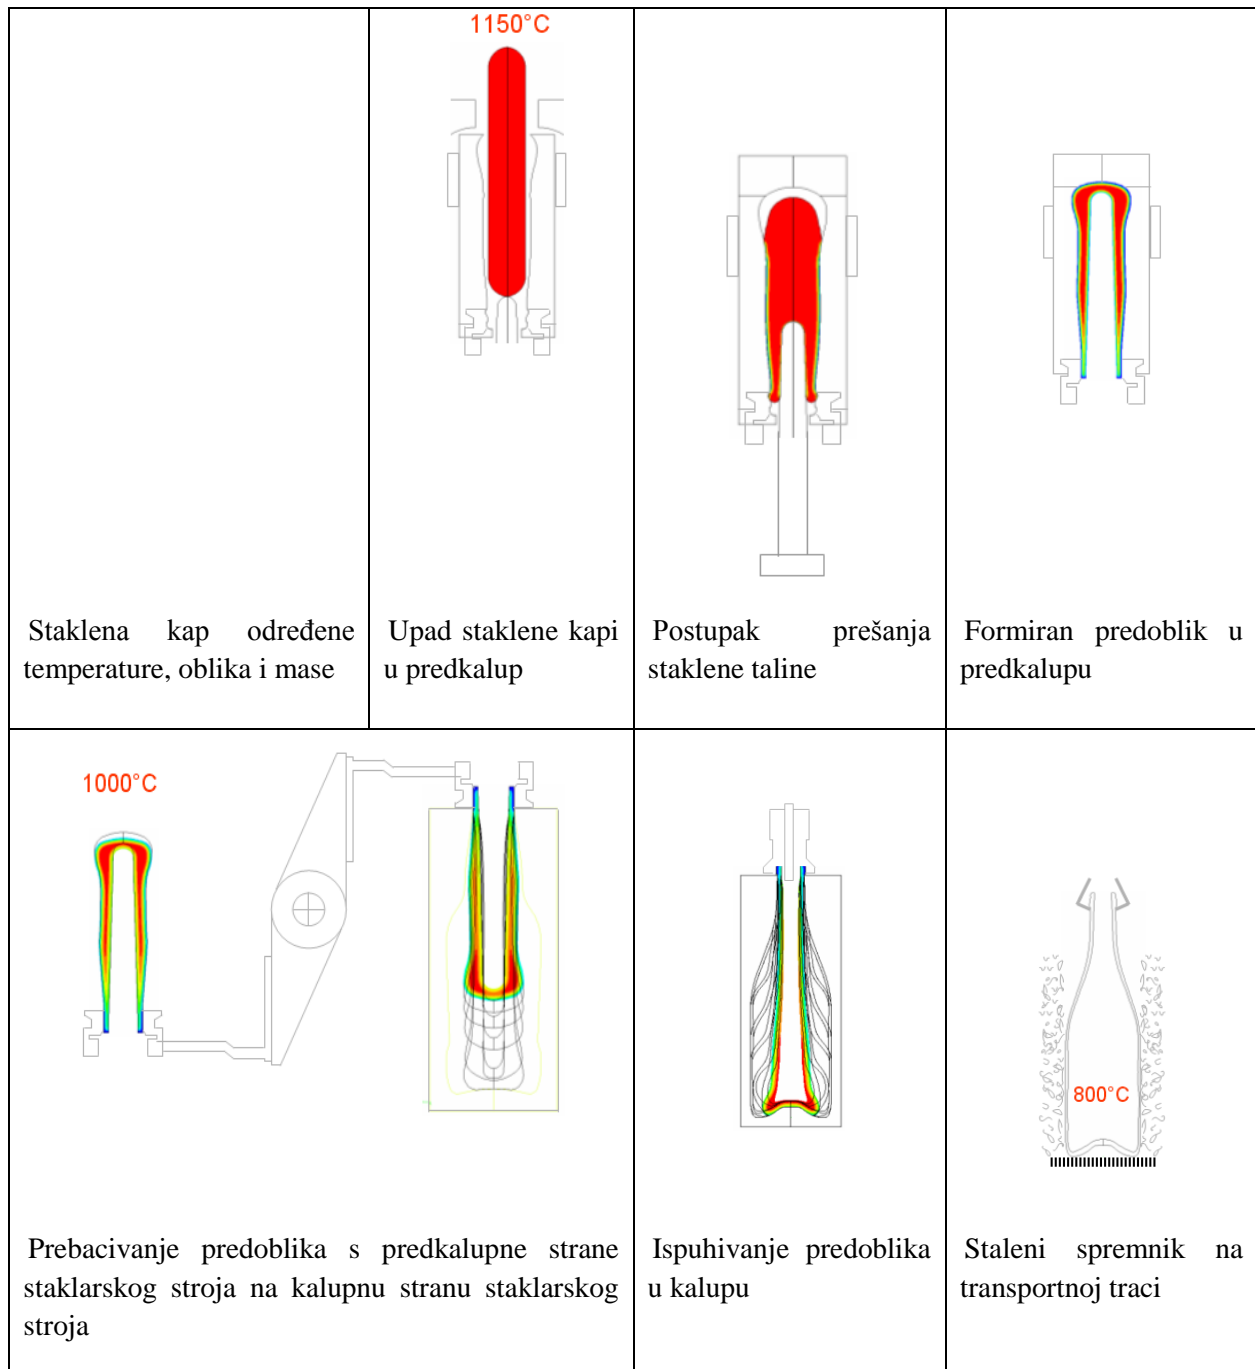 1150°C
Staklena kap određene
temperature, oblika i mase
Upad staklene kapi
u predkalup
Postupak prešanja
staklene taline
Formiran predoblik u
predkalupu
1000°C
Prebacivanje predoblika s predkalupne strane
staklarskog stroja na kalupnu stranu staklarskog
stroja
Ispuhivanje predoblika
u kalupu
800°C
Staleni spremnik na
transportnoj traci